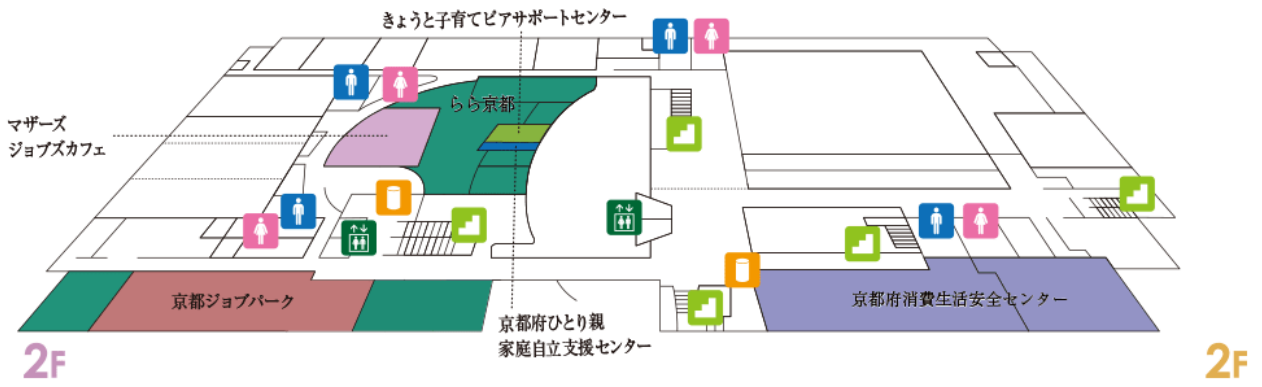 きょうと子育てピアサポートセンター
らら京都
マザーズ
ジョブズカフェ
京都ジョブパーク
京都府消費生活安全センター
京都府ひとり親
家庭自立支援センター
2F
2F